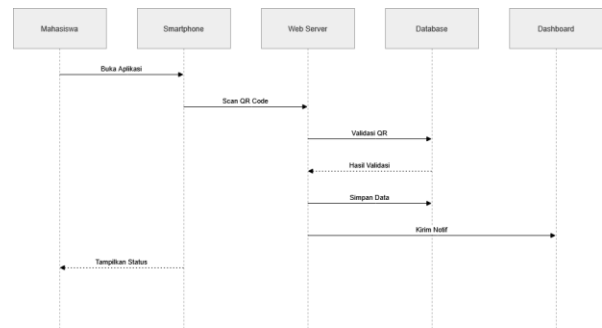 Mahasiswa
Smartphone
Web Server
Database
Dashboard
Buka Aplikasi
Scan QR Code
Validasi QR
Hasil Validasi
Simpan Data
Kirim Notif
Tampilkan Status